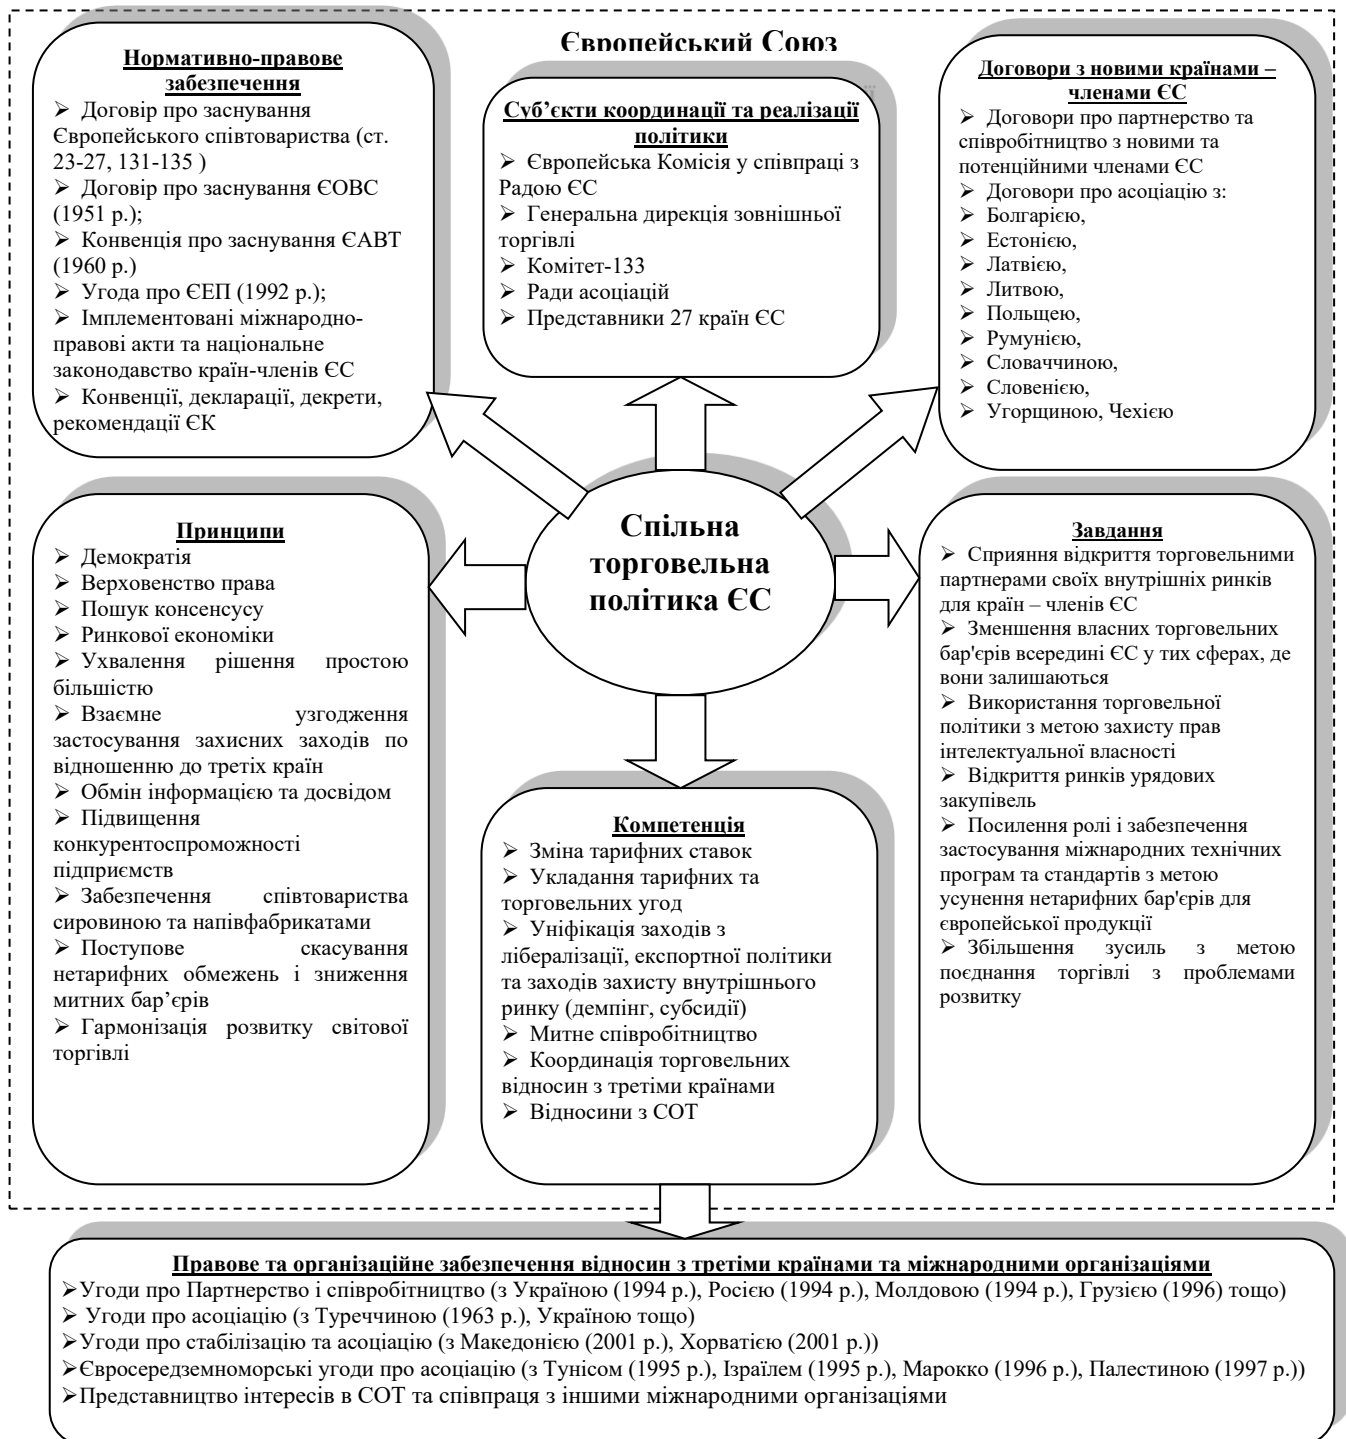 Європейський Союз
Нормативно-правове
забезпечення
➢ Договір про заснування
Європейського співтовариства (ст.
23-27, 131-135 )
➢ Договір про заснування ЄОВС
(1951 р.);
➢ Конвенція про заснування ЄАВТ
(1960 р.)
➢ Угода про ЄЕП (1992 р.);
➢ Імплементовані міжнародно-
правові акти та національне
законодавство країн-членів ЄС
➢ Конвенції, декларації, декрети,
рекомендації ЄК
Суб’єкти координації та реалізації
політики
➢ Європейська Комісія у співпраці з
Радою ЄС
➢ Генеральна дирекція зовнішньої
торгівлі
➢ Комітет-133
➢ Ради асоціацій
➢ Представники 27 країн ЄС
Договори з новими країнами –
членами ЄС
➢ Договори про партнерство та
співробітництво з новими та
потенційними членами ЄС
➢ Договори про асоціацію з:
➢ Болгарією,
➢ Естонією,
➢ Латвією,
➢ Литвою,
➢ Польщею,
➢ Румунією,
➢ Словаччиною,
➢ Словенією,
➢ Угорщиною, Чехією
Спільна
торговельна
політика ЄС
Принципи
➢ Демократія
➢ Верховенство права
➢ Пошук консенсусу
➢ Ринкової економіки
➢ Ухвалення рішення простою
більшістю
➢ Взаємне узгодження
застосування захисних заходів по
відношенню до третіх країн
➢ Обмін інформацією та досвідом
➢ Підвищення
конкурентоспроможності
підприємств
➢ Забезпечення співтовариства
сировиною та напівфабрикатами
➢ Поступове скасування
нетарифних обмежень і зниження
митних бар’єрів
➢ Гармонізація розвитку світової
торгівлі
Компетенція
➢ Зміна тарифних ставок
➢ Укладання тарифних та
торговельних угод
➢ Уніфікація заходів з
лібералізації, експортної політики
та заходів захисту внутрішнього
ринку (демпінг, субсидії)
➢ Митне співробітництво
➢ Координація торговельних
відносин з третіми країнами
➢ Відносини з СОТ
Завдання
➢ Сприяння відкриття торговельними
партнерами своїх внутрішніх ринків
для країн – членів ЄС
➢ Зменшення власних торговельних
бар'єрів всередині ЄС у тих сферах, де
вони залишаються
➢ Використання торговельної
політики з метою захисту прав
інтелектуальної власності
➢ Відкриття ринків урядових
закупівель
➢ Посилення ролі і забезпечення
застосування міжнародних технічних
програм та стандартів з метою
усунення нетарифних бар'єрів для
європейської продукції
➢ Збільшення зусиль з метою
поєднання торгівлі з проблемами
розвитку
Правове та організаційне забезпечення відносин з третіми країнами та міжнародними організаціями
➢Угоди про Партнерство і співробітництво (з Україною (1994 р.), Росією (1994 р.), Молдовою (1994 р.), Грузією (1996) тощо)
➢ Угоди про асоціацію (з Туреччиною (1963 р.), Україною тощо)
➢Угоди про стабілізацію та асоціацію (з Македонією (2001 р.), Хорватією (2001 р.))
➢Євросередземноморські угоди про асоціацію (з Тунісом (1995 р.), Ізраїлем (1995 р.), Марокко (1996 р.), Палестиною (1997 р.))
➢Представництво інтересів в СОТ та співпраця з іншими міжнародними організаціями